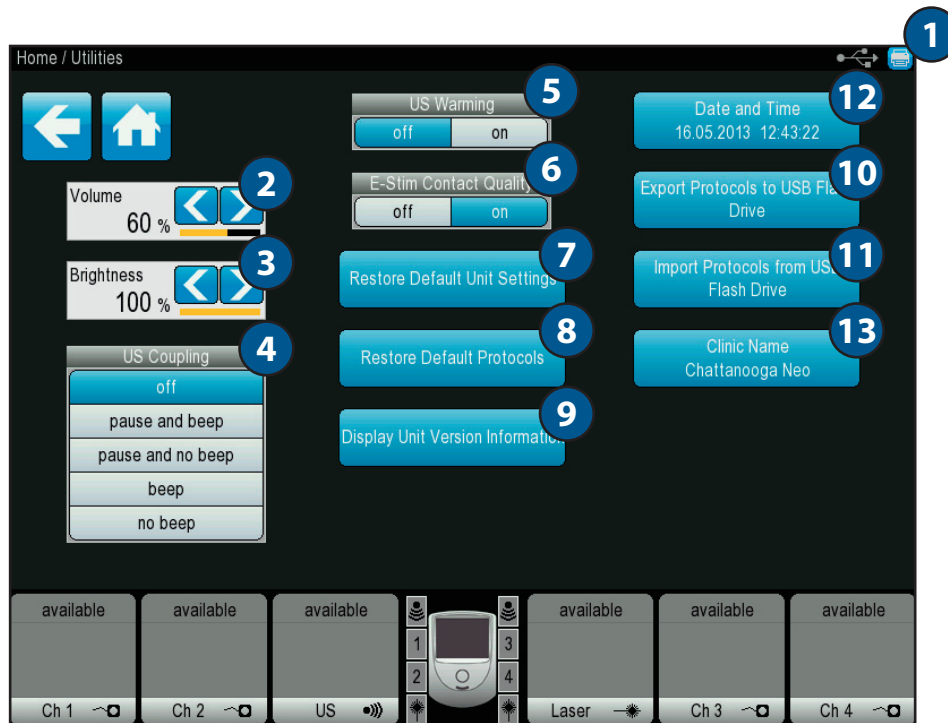 1
Home / Utilities
2
Volume
60 %
3
Brightness
100 %
4
US Coupling
off
pause and beep
pause and no beep
beep
no beep
5
US Warming
off on
6
E-Stim Contact Quality
off on
7
Restore Default Unit Settings
8
Restore Default Protocols
9
Display Unit Version Information
12
Date and Time
16.05.2013 12:43:22
10
Export Protocols to USB Flash
Drive
11
Import Protocols from USB
Flash Drive
13
Clinic Name
Chattanooga Neo
available available available available available available
1 3
2 4
Ch 1 Ch 2 US Laser Ch 3 Ch 4